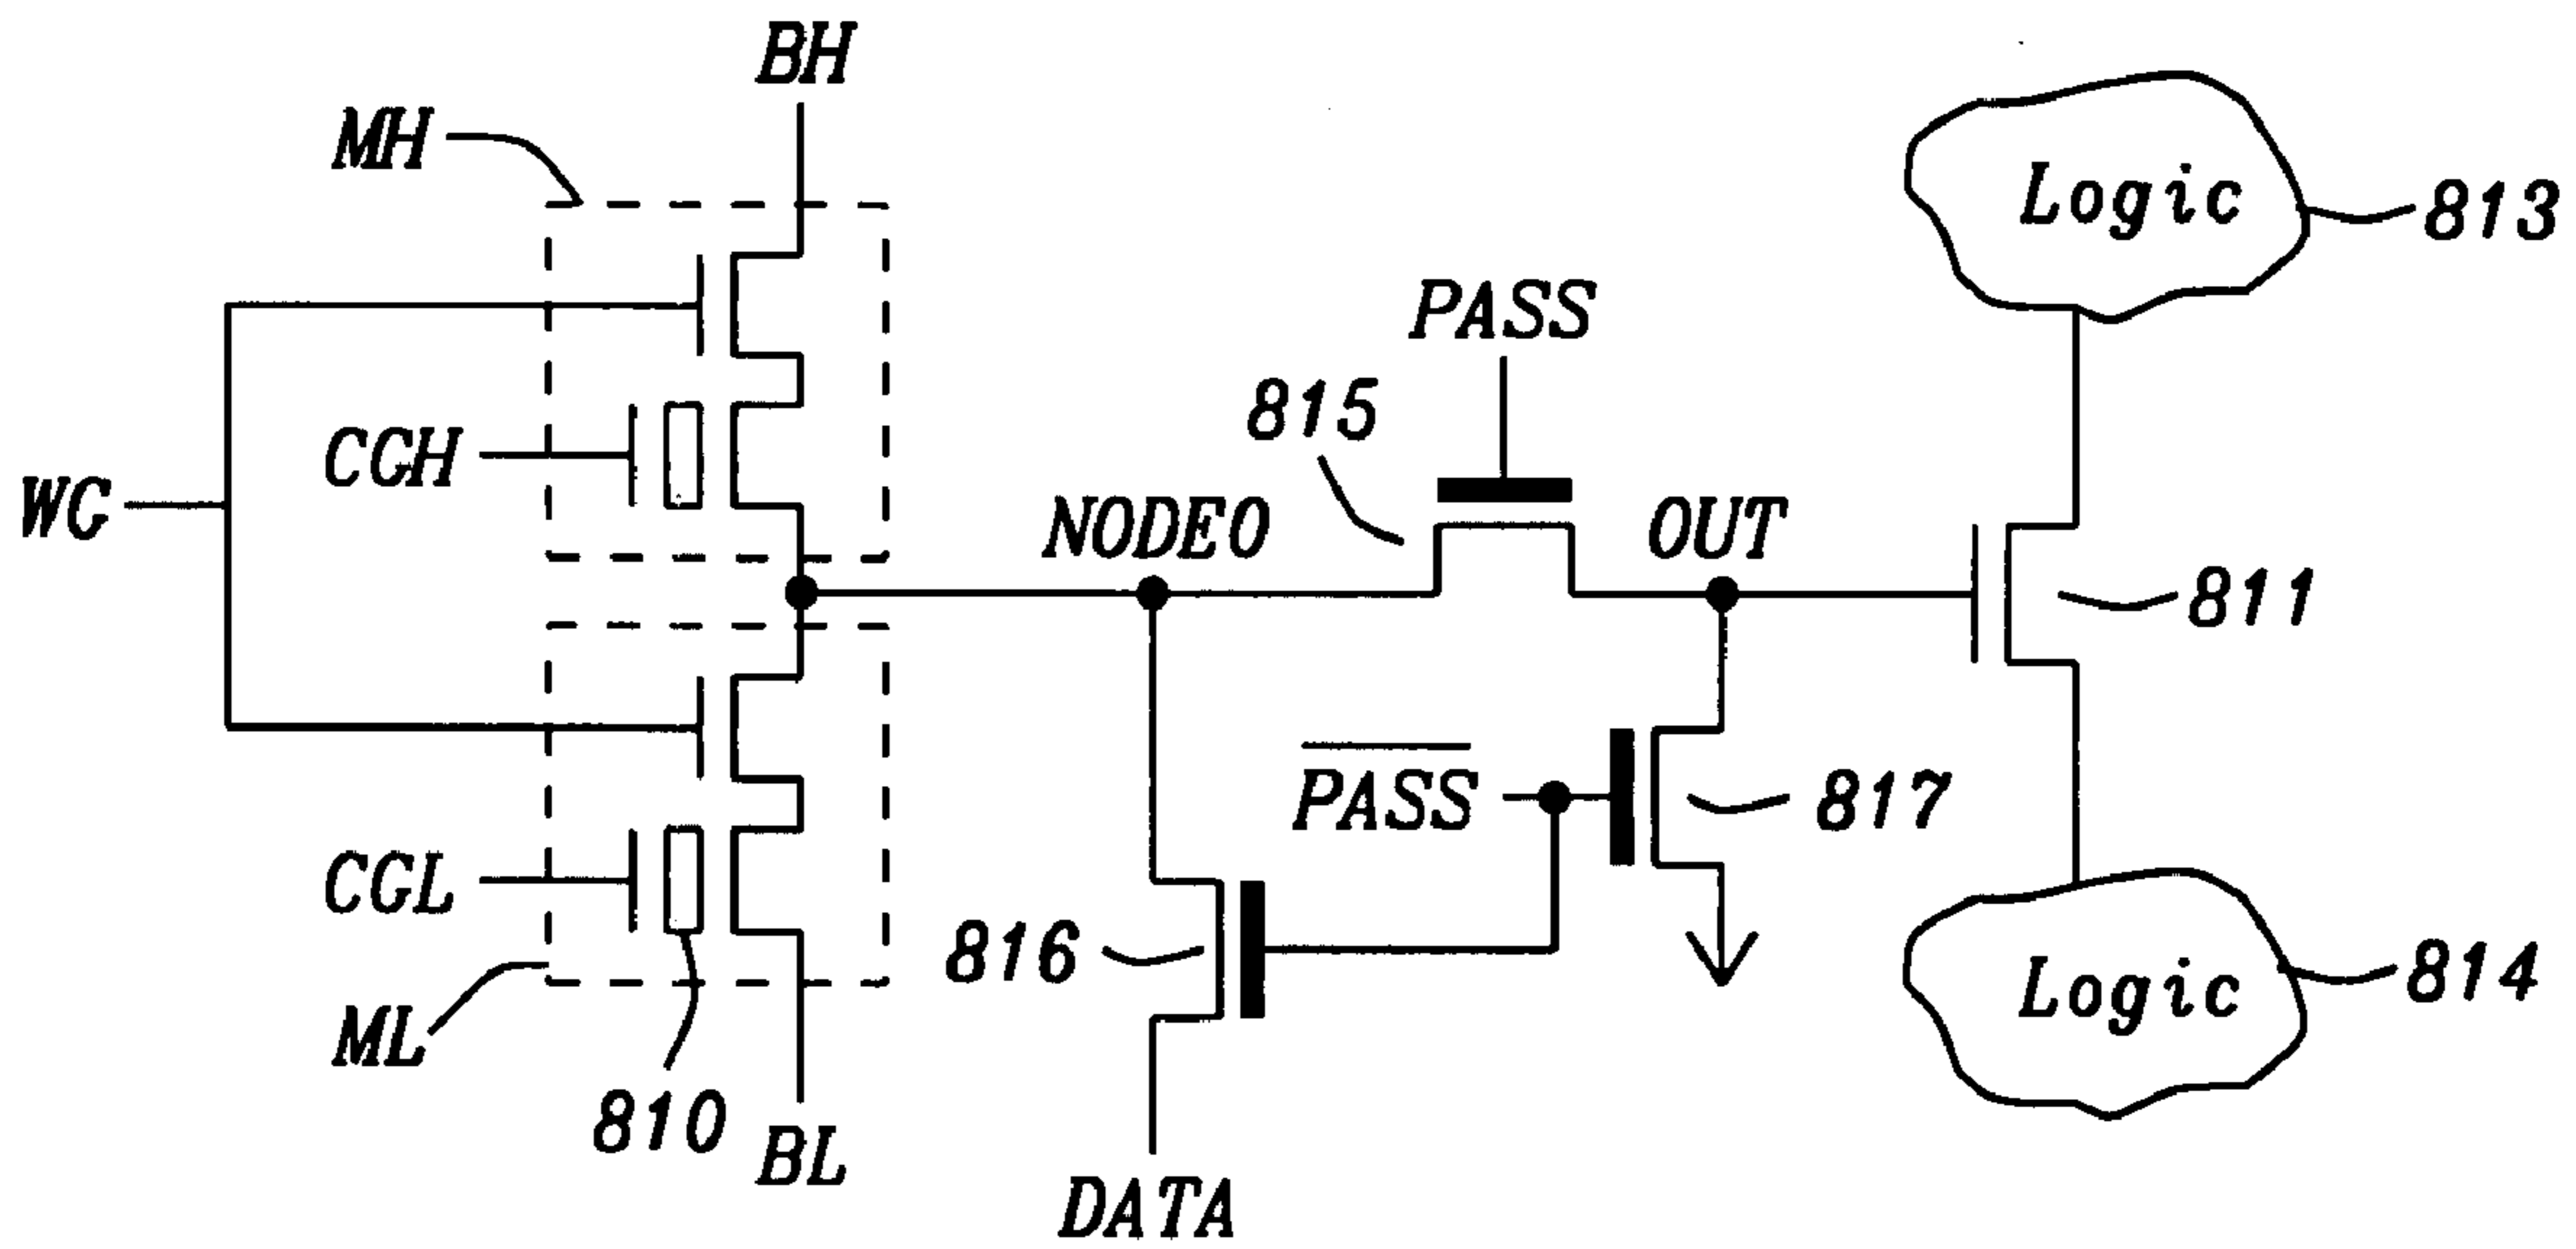 BH
MH
Logic
813
PASS
815
CGH
WG
NODE0
OUT
811
PASS
817
CGL
816
Logic
814
ML
810
BL
DATA